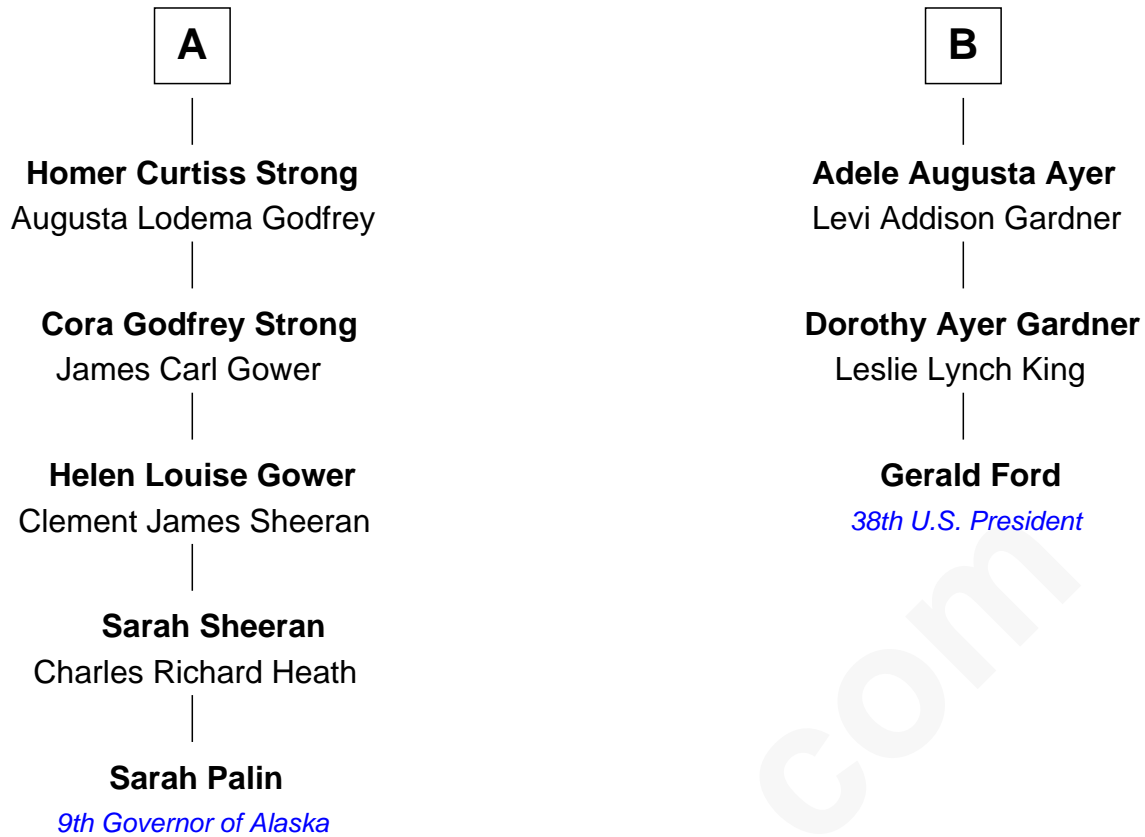 A
Homer Curtiss Strong
Augusta Lodema Godfrey
Cora Godfrey Strong
James Carl Gower
Helen Louise Gower
Clement James Sheeran
Sarah Sheeran
Charles Richard Heath
Sarah Palin
9th Governor of Alaska
B
Adele Augusta Ayer
Levi Addison Gardner
Dorothy Ayer Gardner
Leslie Lynch King
Gerald Ford
38th U.S. President
com